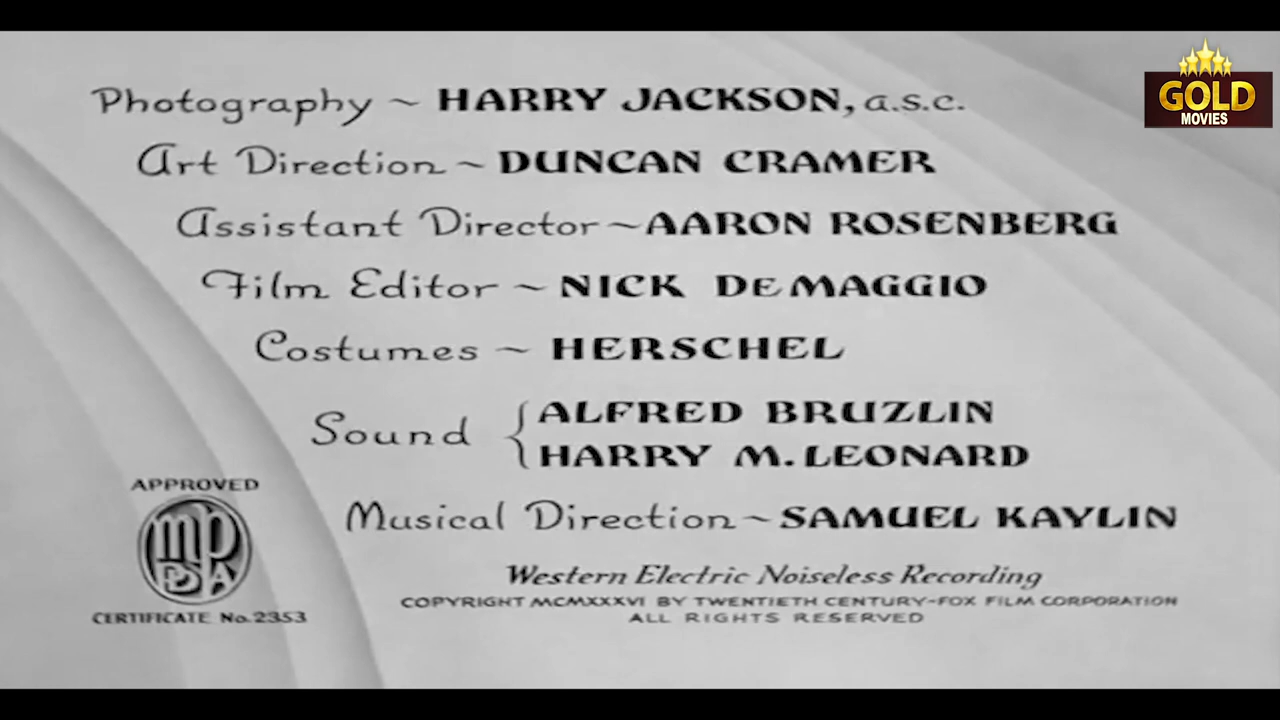 Photography ~ HARRY JACKSON, a.s.c.
Art Direction ~ DUNCAN CRAMER
Assistant Director ~ AARON ROSENBERG
Film Editor ~ NICK DeMAGGIO
Costumes ~ HERSCHEL
Sound { ALFRED BRUZLIN
HARRY M. LEONARD
Musical Direction ~ SAMUEL KAYLIN
Western Electric Noiseless Recording
COPYRIGHT MCMXXXVI BY TWENTIETH CENTURY-FOX FILM CORPORATION
ALL RIGHTS RESERVED
APPROVED
MPPDA
CERTIFICATE No. 2353
GOLD
MOVIES